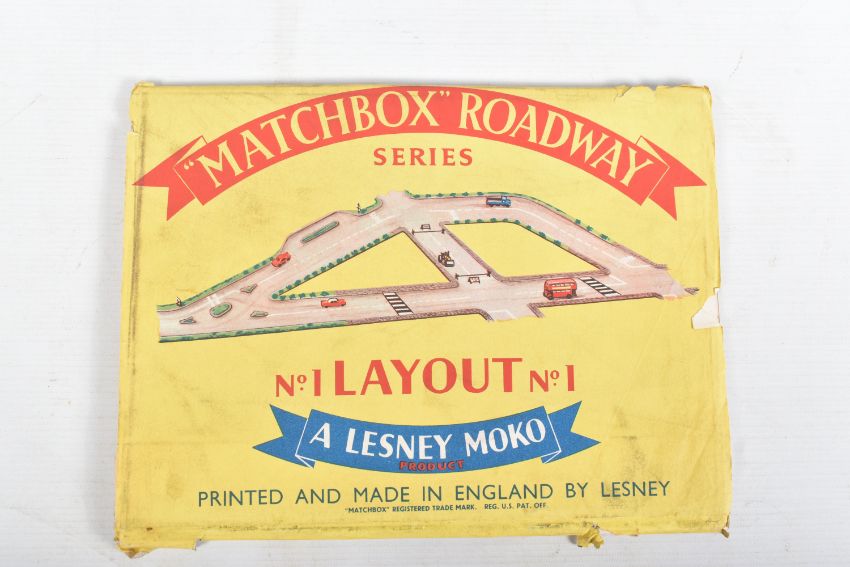 "MATCHBOX" ROADWAY
SERIES
Nº1 LAYOUT Nº1
A LESNEY MOKO
PRODUCT
PRINTED AND MADE IN ENGLAND BY LESNEY
"MATCHBOX" REGISTERED TRADE MARK. REG. U.S. PAT. OFF.